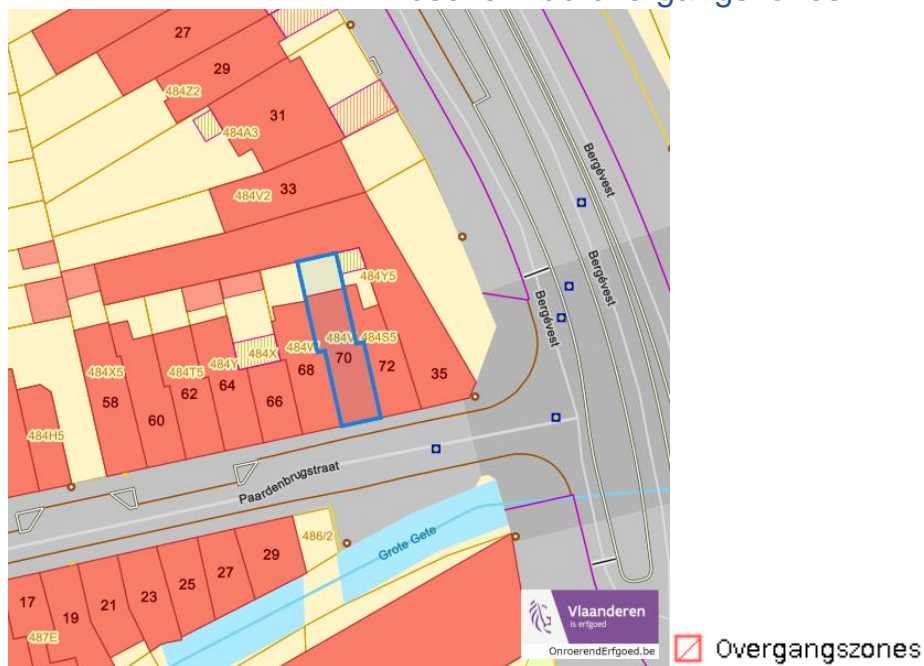 27
29
484Z2
31
484A3
33
484V2
Bergévest
Bergévest
Bergévest
484Y5
484X5
58
60
484T5
62
484Y
64
484X
66
484W
68
484V
70
484S5
72
35
484H5
Paardenbrugstraat
486/2
Grote Gete
29
27
25
23
21
19
17
487E
Vlaanderen
is erfgoed
OnroerendErfgoed.be
Overgangszones